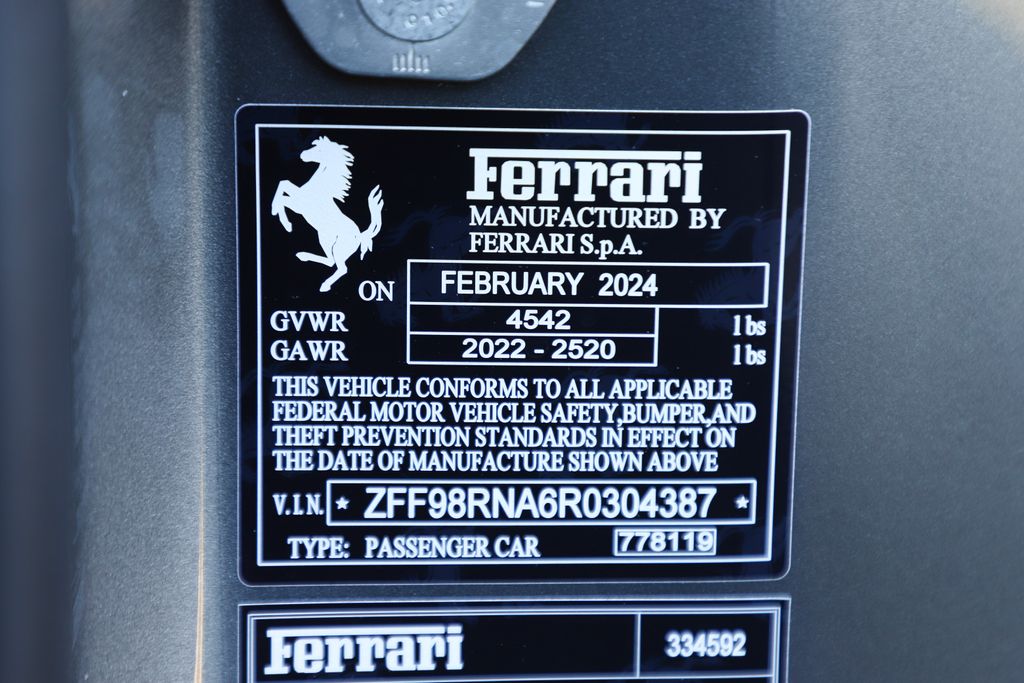 Ferrari
MANUFACTURED BY
FERRARI S.p.A.
ON FEBRUARY 2024
GVWR 4542 lbs
GAWR 2022 - 2520 lbs
THIS VEHICLE CONFORMS TO ALL APPLICABLE
FEDERAL MOTOR VEHICLE SAFETY,BUMPER,AND
THEFT PREVENTION STANDARDS IN EFFECT ON
THE DATE OF MANUFACTURE SHOWN ABOVE
V.I.N. * ZFF98RNA6R0304387 *
TYPE: PASSENGER CAR 778119
Ferrari 334592